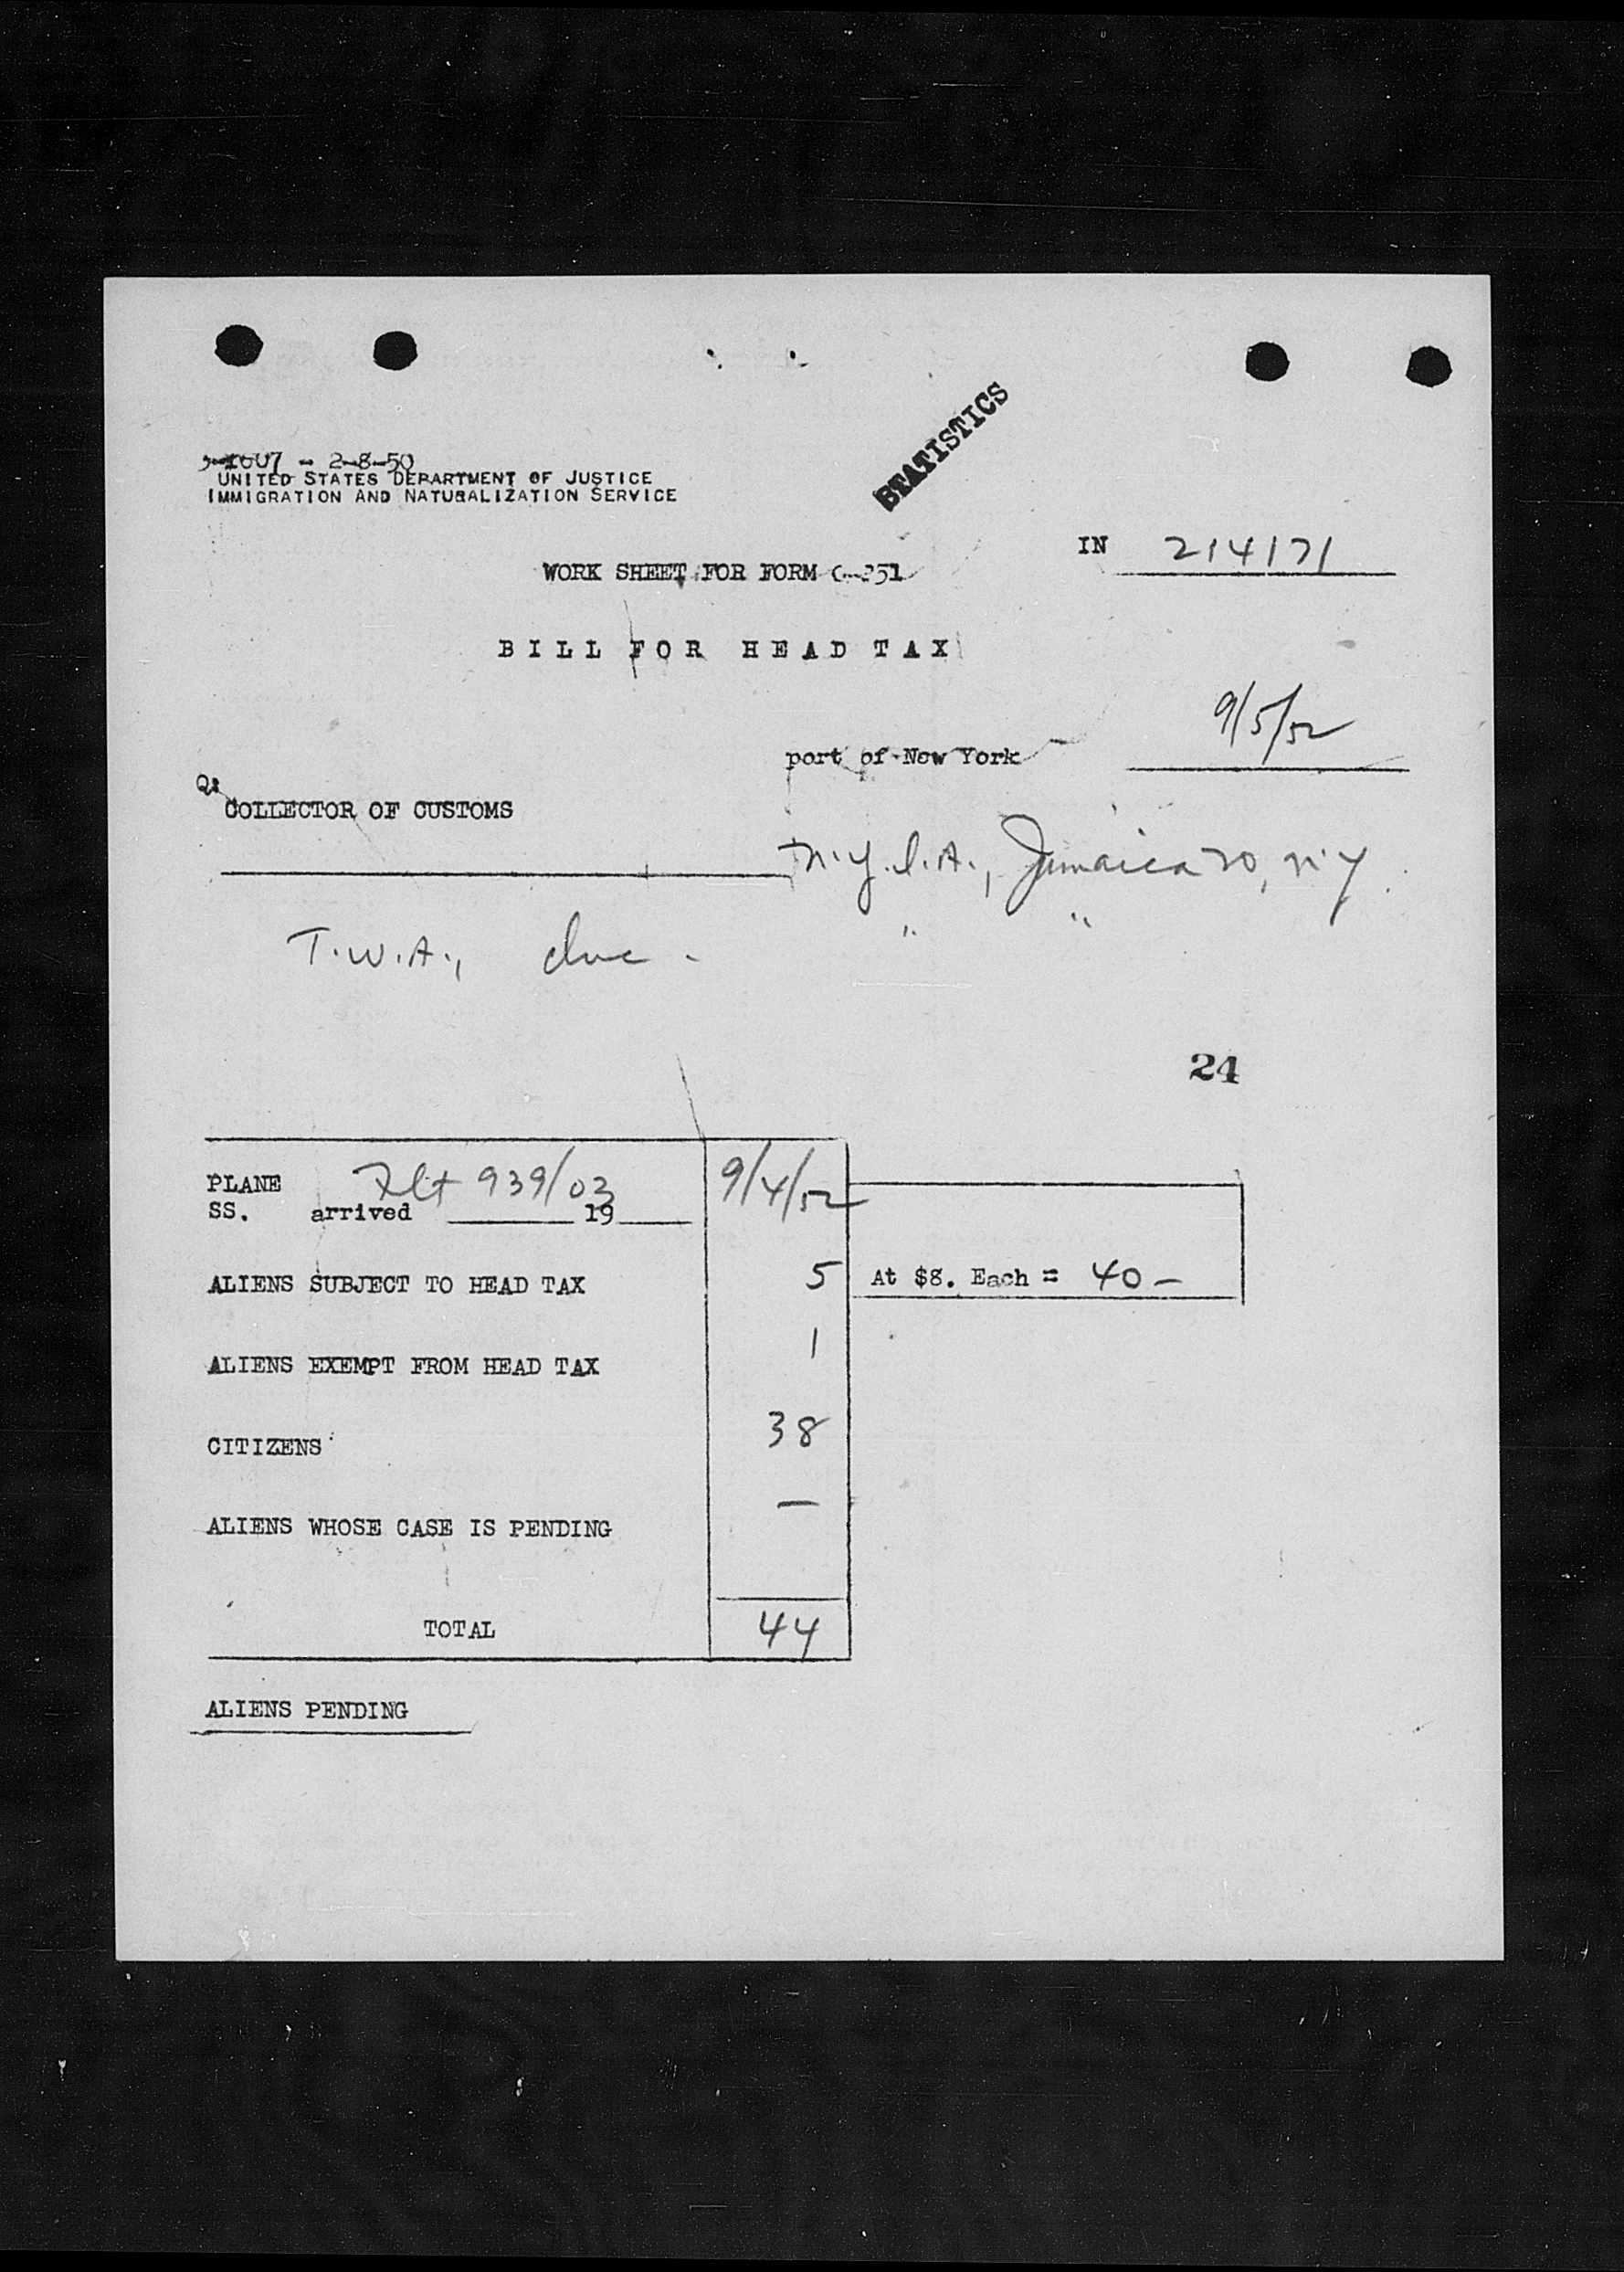 STATISTICS
-1607 - 2-8-50
UNITED STATES DEPARTMENT OF JUSTICE
IMMIGRATION AND NATURALIZATION SERVICE
IN 214171
WORK SHEET FOR FORM
BILL FOR HEAD TAX
9/5/52
port of New York
COLLECTOR OF CUSTOMS
N.Y.I.A., Jamaica 20, N.Y.
T.W.A., Inc. " "
24
PLANE Flt 939/03 9/4/52
SS. arrived 19
ALIENS SUBJECT TO HEAD TAX 5 At $8. Each = 40 -
ALIENS EXEMPT FROM HEAD TAX 1
CITIZENS 38
ALIENS WHOSE CASE IS PENDING —
TOTAL 44
ALIENS PENDING